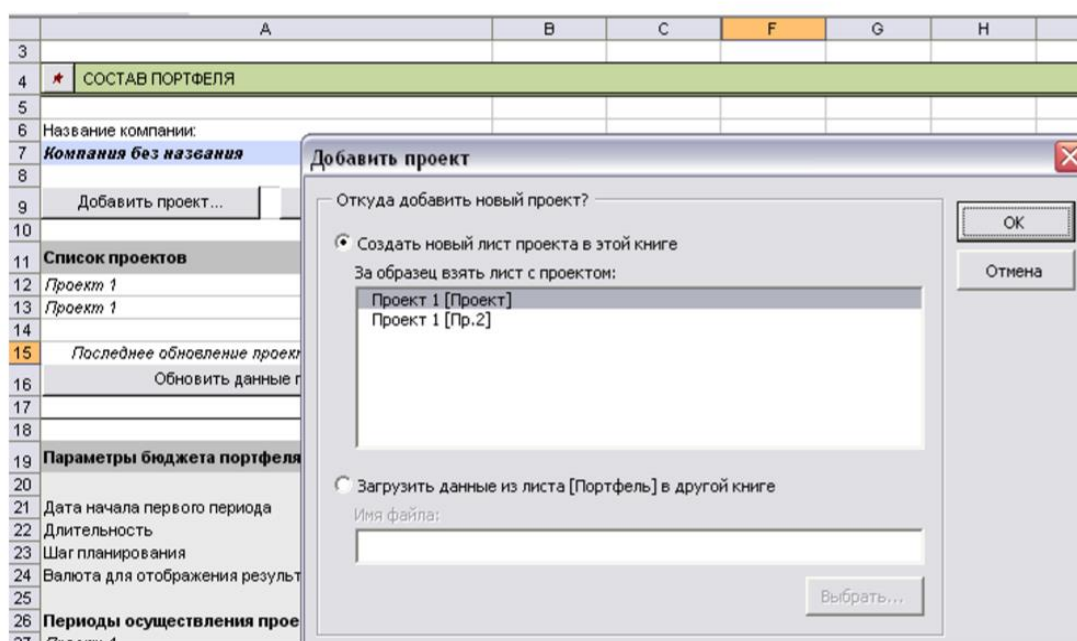 A B C F G H
3
4 СОСТАВ ПОРТФЕЛЯ
5
6 Название компании:
7 Компания без названия
8
9 Добавить проект...
10
11 Список проектов
12 Проект 1
13 Проект 1
14
15 Последнее обновление проек
16 Обновить данные п
17
18
19 Параметры бюджета портфеля
20
21 Дата начала первого периода
22 Длительность
23 Шаг планирования
24 Валюта для отображения результ
25
26 Периоды осуществления прое
27 Проект 1
Добавить проект
Откуда добавить новый проект?
Создать новый лист проекта в этой книге
За образец взять лист с проектом:
Проект 1 [Проект]
Проект 1 [Пр.2]
Загрузить данные из листа [Портфель] в другой книге
Имя файла:
Выбрать...
OK
Отмена